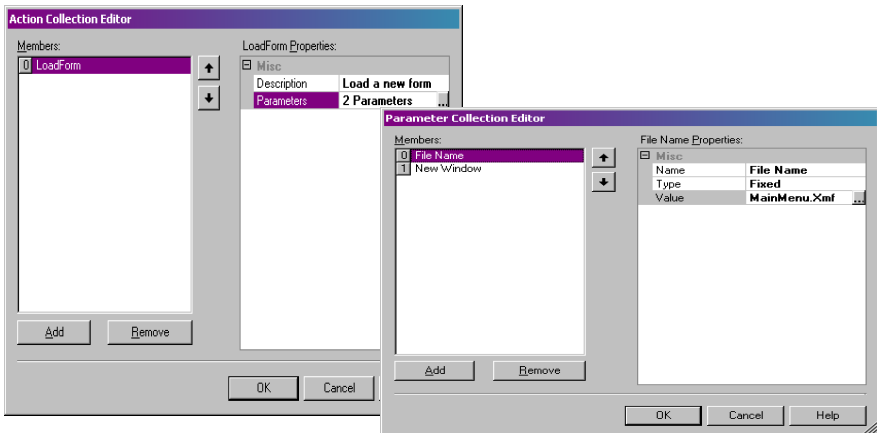 Action Collection Editor
Members:
0 LoadForm
LoadForm Properties:
Misc
Description Load a new form
Parameters 2 Parameters ...
Add Remove
OK Cancel
Parameter Collection Editor
Members:
0 File Name
1 New Window
File Name Properties:
Misc
Name File Name
Type Fixed
Value MainMenu.Xmf ...
Add Remove
OK Cancel Help